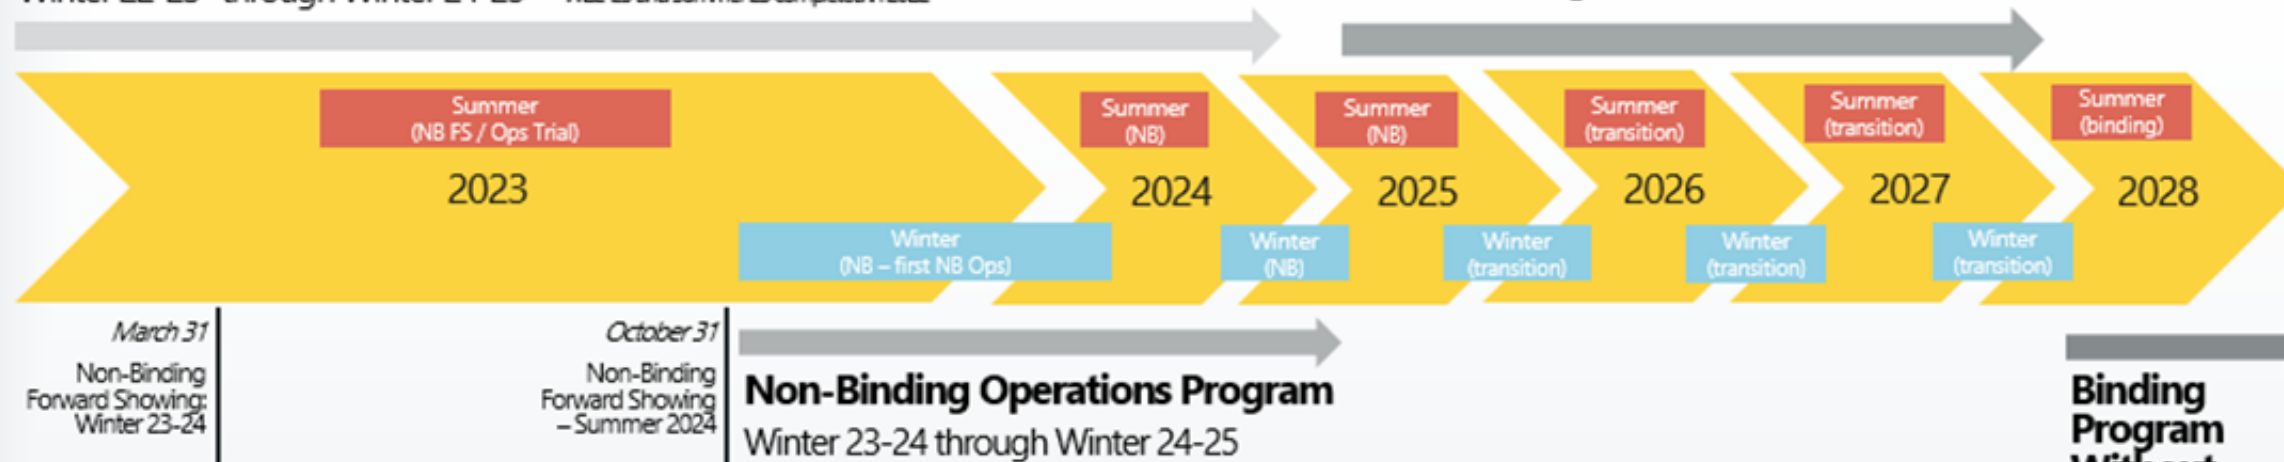 through Winter
Summer
(NB FS / Ops Trial)
2023
Winter
(NB – first NB Ops)
Summer
(NB)
2024
Winter
(NB)
Summer
(NB)
2025
Winter
(transition)
Summer
(transition)
2026
Winter
(transition)
Summer
(transition)
2027
Winter
(transition)
Summer
(binding)
2028
March 31
Non-Binding
Forward Showing:
Winter 23-24
October 31
Non-Binding
Forward Showing
– Summer 2024
Non-Binding Operations Program
Winter 23-24 through Winter 24-25
Binding
Program